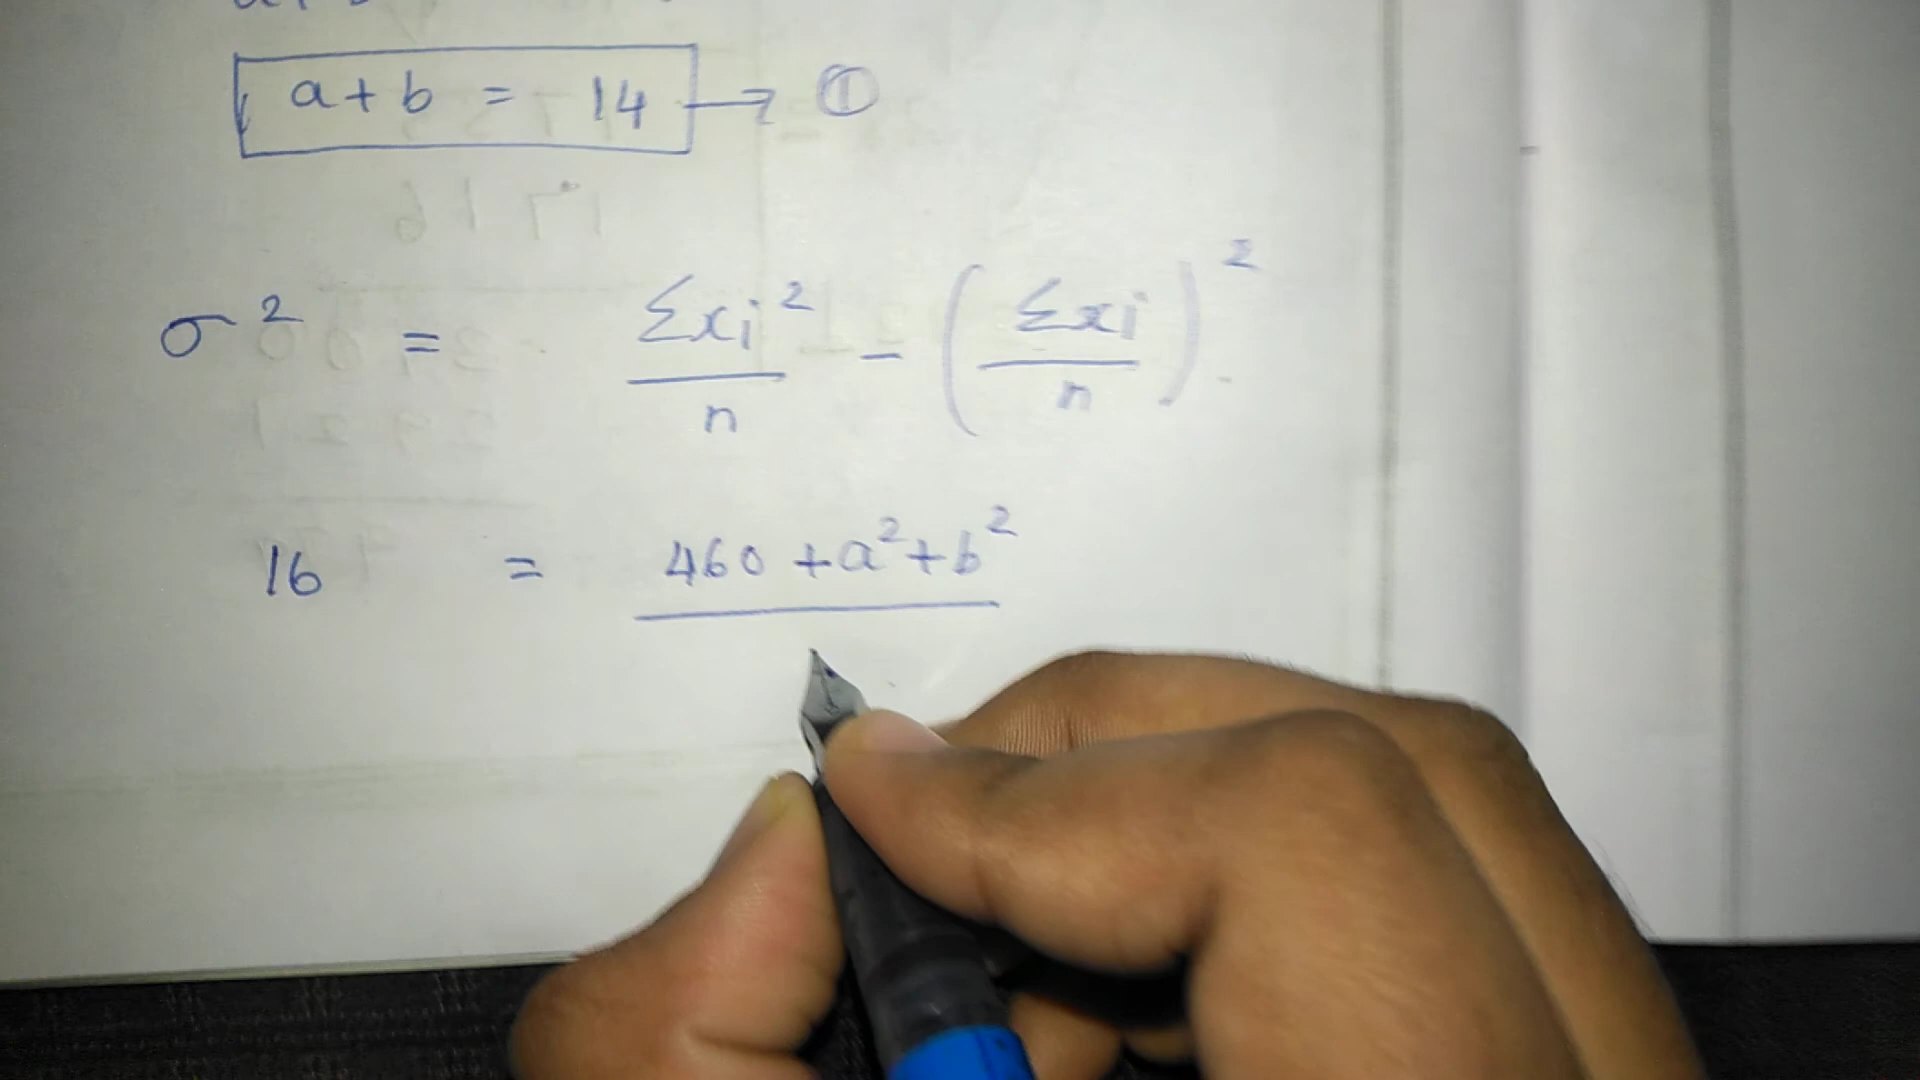 a + b = 14 → ①
σ² = Σxi²/n - (Σxi/n)²
16 = 460 + a² + b²